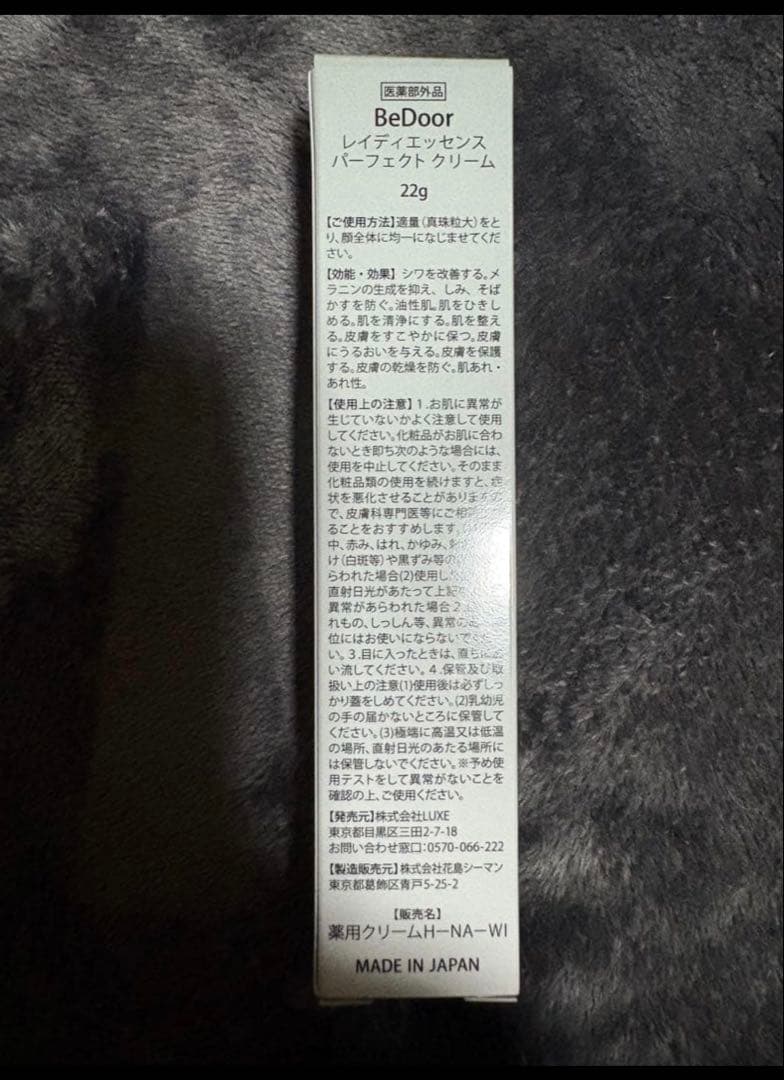 医薬部外品
BeDoor
レイディエッセンス
パーフェクト クリーム
22g
【ご使用方法】適量（真珠粒大）をと
り、顔全体に均一になじませてくだ
さい。
【効能・効果】 シワを改善する。メ
ラニンの生成を抑え、しみ、そば
かすを防ぐ。油性肌。肌をひきし
める。肌を清浄にする。肌を整え
る。皮膚をすこやかに保つ。皮膚
にうるおいを与える。皮膚を保護
する。皮膚の乾燥を防ぐ。肌あれ・
あれ性。
【使用上の注意】1.お肌に異常が
生じていないかよく注意して使用
してください。化粧品がお肌に合わ
ないとき即ち次のような場合には、
使用を中止してください。そのまま
化粧品類の使用を続けますと、症
状を悪化させることがあります
で、皮膚科専門医等にご相
ることをおすすめします。
中、赤み、はれ、かゆみ、
け（白斑等）や黒ずみ等の
らわれた場合(2)使用し
直射日光があたって上記
異常があらわれた場合 2.
れもの、しっしん等、異常の
位にはお使いにならないで
い。3.目に入ったときは、直ち
い流してください。4.保管及び取
扱い上の注意(1)使用後は必ずしっ
かり蓋をしめてください。(2)乳幼児
の手の届かないところに保管して
ください。(3)極端に高温又は低温
の場所、直射日光のあたる場所に
は保管しないでください。※予め使
用テストをして異常がないことを
確認の上、ご使用ください。
【発売元】株式会社LUXE
東京都目黒区三田2-7-18
お問い合わせ窓口：0570-066-222
【製造販売元】株式会社花島シーマン
東京都葛飾区青戸5-25-2
【販売名】
薬用クリームH－NA－WI
MADE IN JAPAN